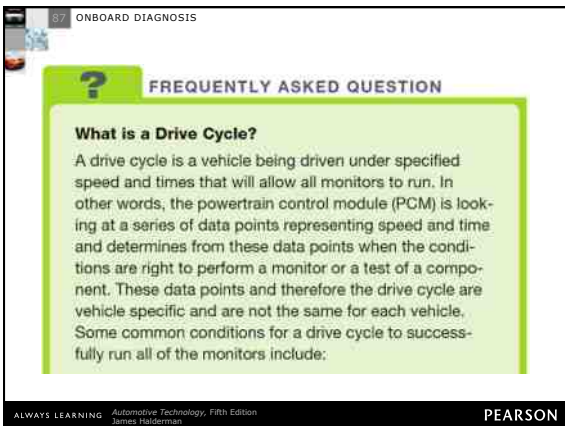 87 ONBOARD DIAGNOSIS
? FREQUENTLY ASKED QUESTION
What is a Drive Cycle?
A drive cycle is a vehicle being driven under specified
speed and times that will allow all monitors to run. In
other words, the powertrain control module (PCM) is look-
ing at a series of data points representing speed and time
and determines from these data points when the condi-
tions are right to perform a monitor or a test of a compo-
nent. These data points and therefore the drive cycle are
vehicle specific and are not the same for each vehicle.
Some common conditions for a drive cycle to success-
fully run all of the monitors include:
ALWAYS LEARNING Automotive Technology, Fifth Edition
James Halderman
PEARSON